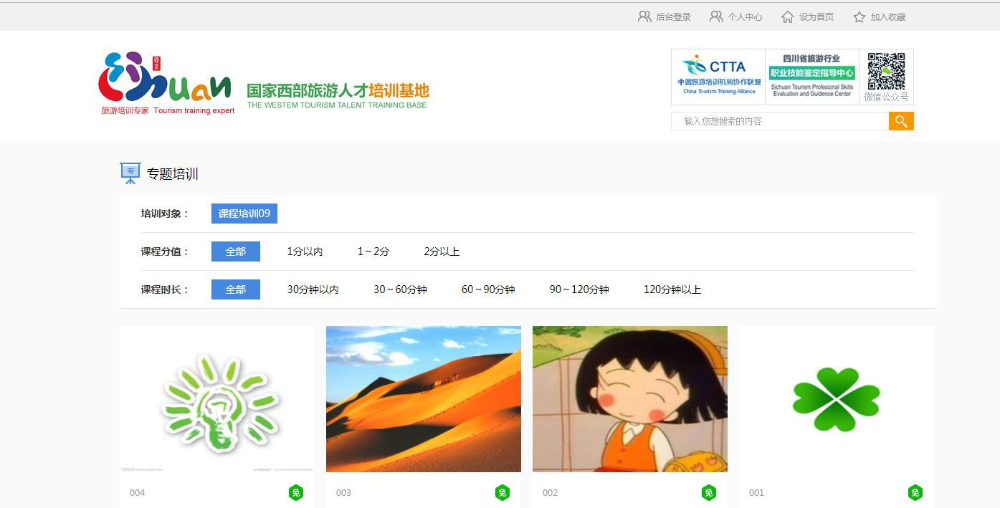 后台登录 个人中心 设为首页 加入收藏
四川
huan
旅游培训专家 Tourism training expert
国家西部旅游人才培训基地
THE WESTEM TOURISM TALENT TRAINING BASE
CTTA
中国旅游培训机构协作联盟
China Tourism Training Alliance
四川省旅游行业
职业技能鉴定指导中心
Sichuan Tourism Profesional Skills
Evaluation and Guidence Center
微信公众号
输入您想搜索的内容
专
专题培训
培训对象： 课程培训09
课程分值： 全部 1分以内 1～2分 2分以上
课程时长： 全部 30分钟以内 30～60分钟 60～90分钟 90～120分钟 120分钟以上
004 免 003 免 002 免 001 免